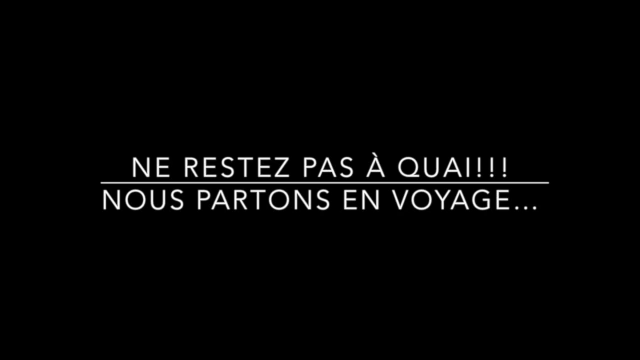 NE RESTEZ PAS À QUAI!!!
NOUS PARTONS EN VOYAGE...